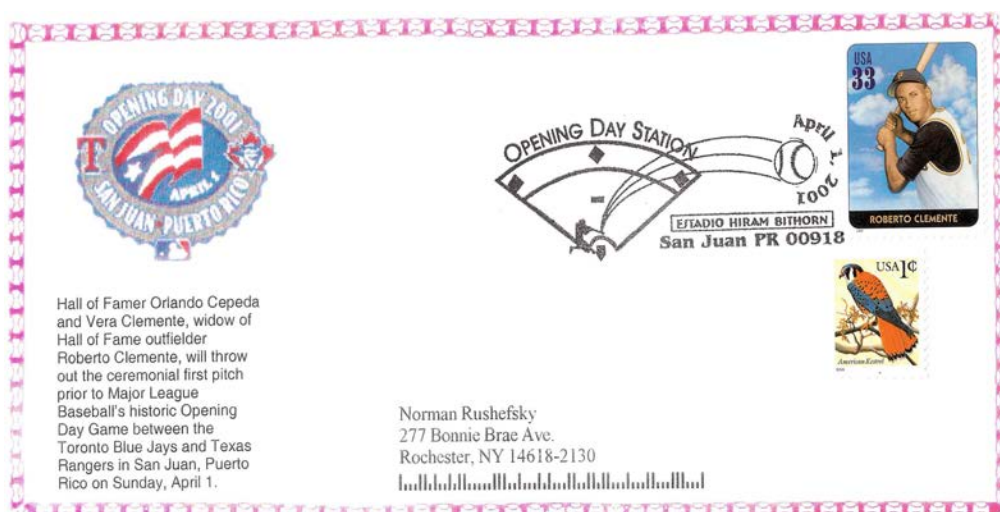 OPENING DAY 2001
T
APRIL 1
SAN JUAN • PUERTO RICO
Hall of Famer Orlando Cepeda
and Vera Clemente, widow of
Hall of Fame outfielder
Roberto Clemente, will throw
out the ceremonial first pitch
prior to Major League
Baseball's historic Opening
Day Game between the
Toronto Blue Jays and Texas
Rangers in San Juan, Puerto
Rico on Sunday, April 1.
OPENING DAY STATION
April 1, 2001
ESTADIO HIRAM BITHORN
San Juan PR 00918
USA
33
ROBERTO CLEMENTE
USA 1¢
American Kestrel
Norman Rushefsky
277 Bonnie Brae Ave.
Rochester, NY 14618-2130